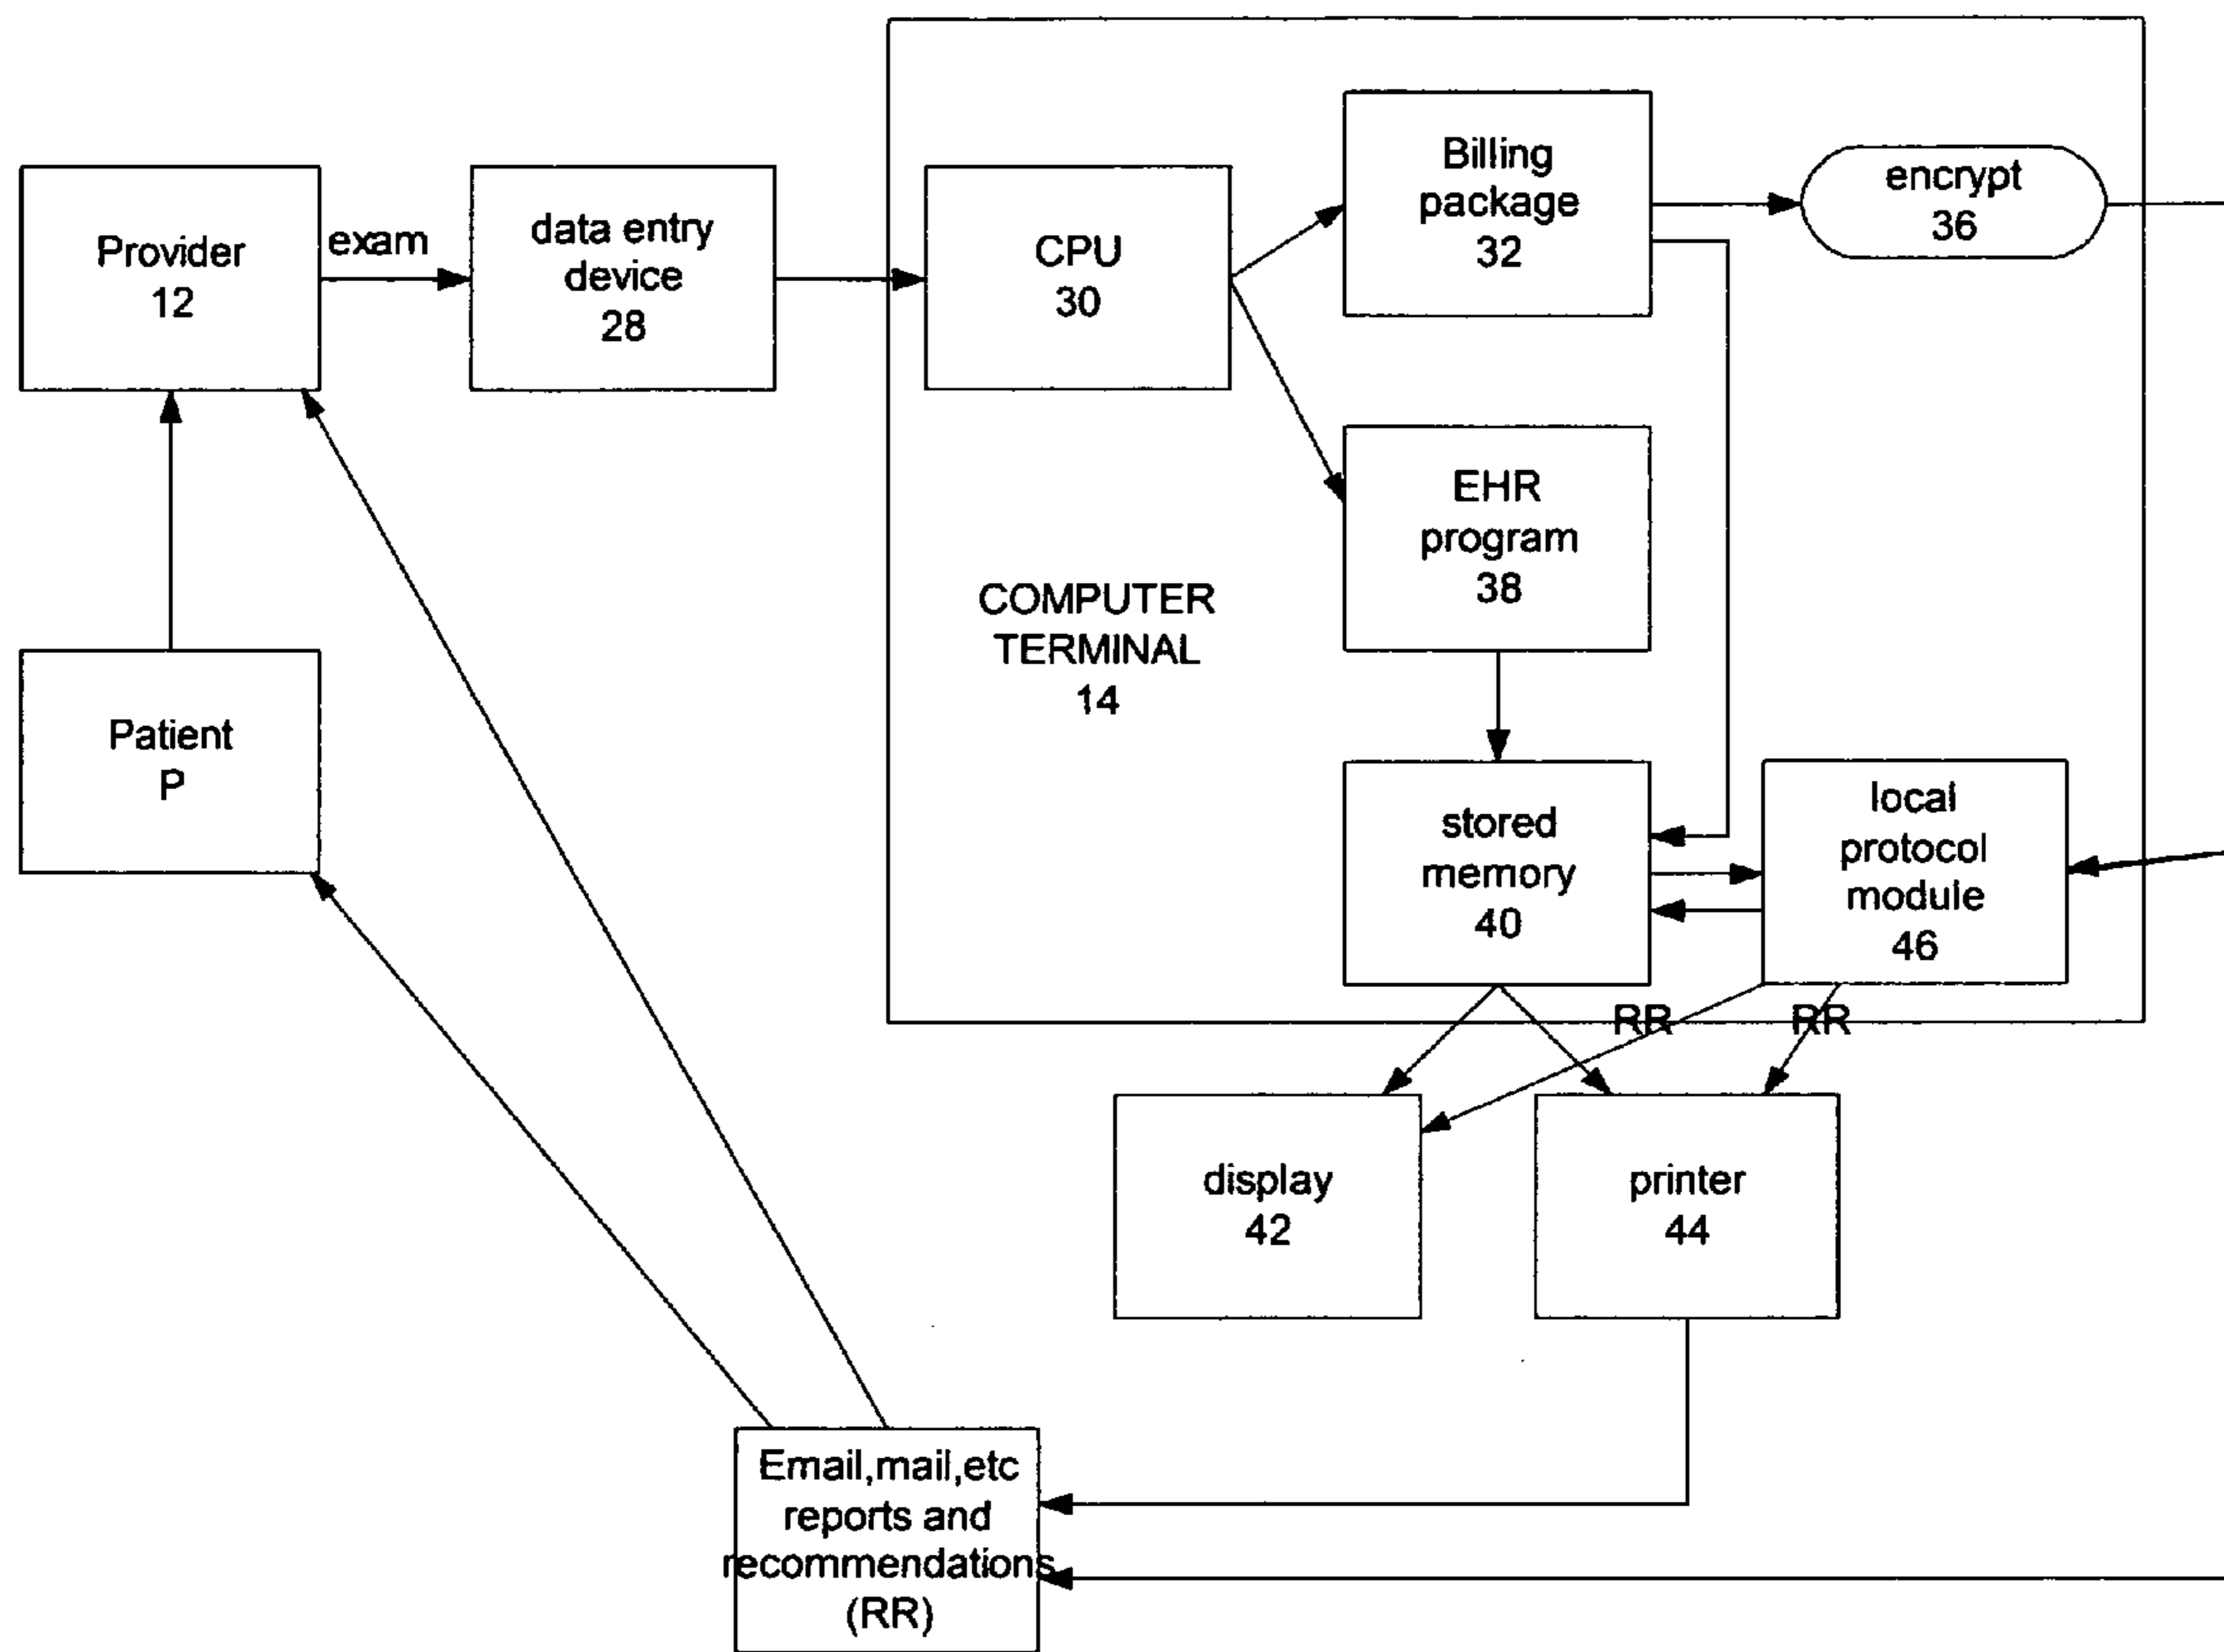 Billing
package
32
encrypt
36
Provider
12
exam
data entry
device
28
CPU
30
EHR
program
38
COMPUTER
TERMINAL
14
Patient
P
stored
memory
40
local
protocol
module
46
RR
RR
display
42
printer
44
Email,mail,etc
reports and
recommendations
(RR)